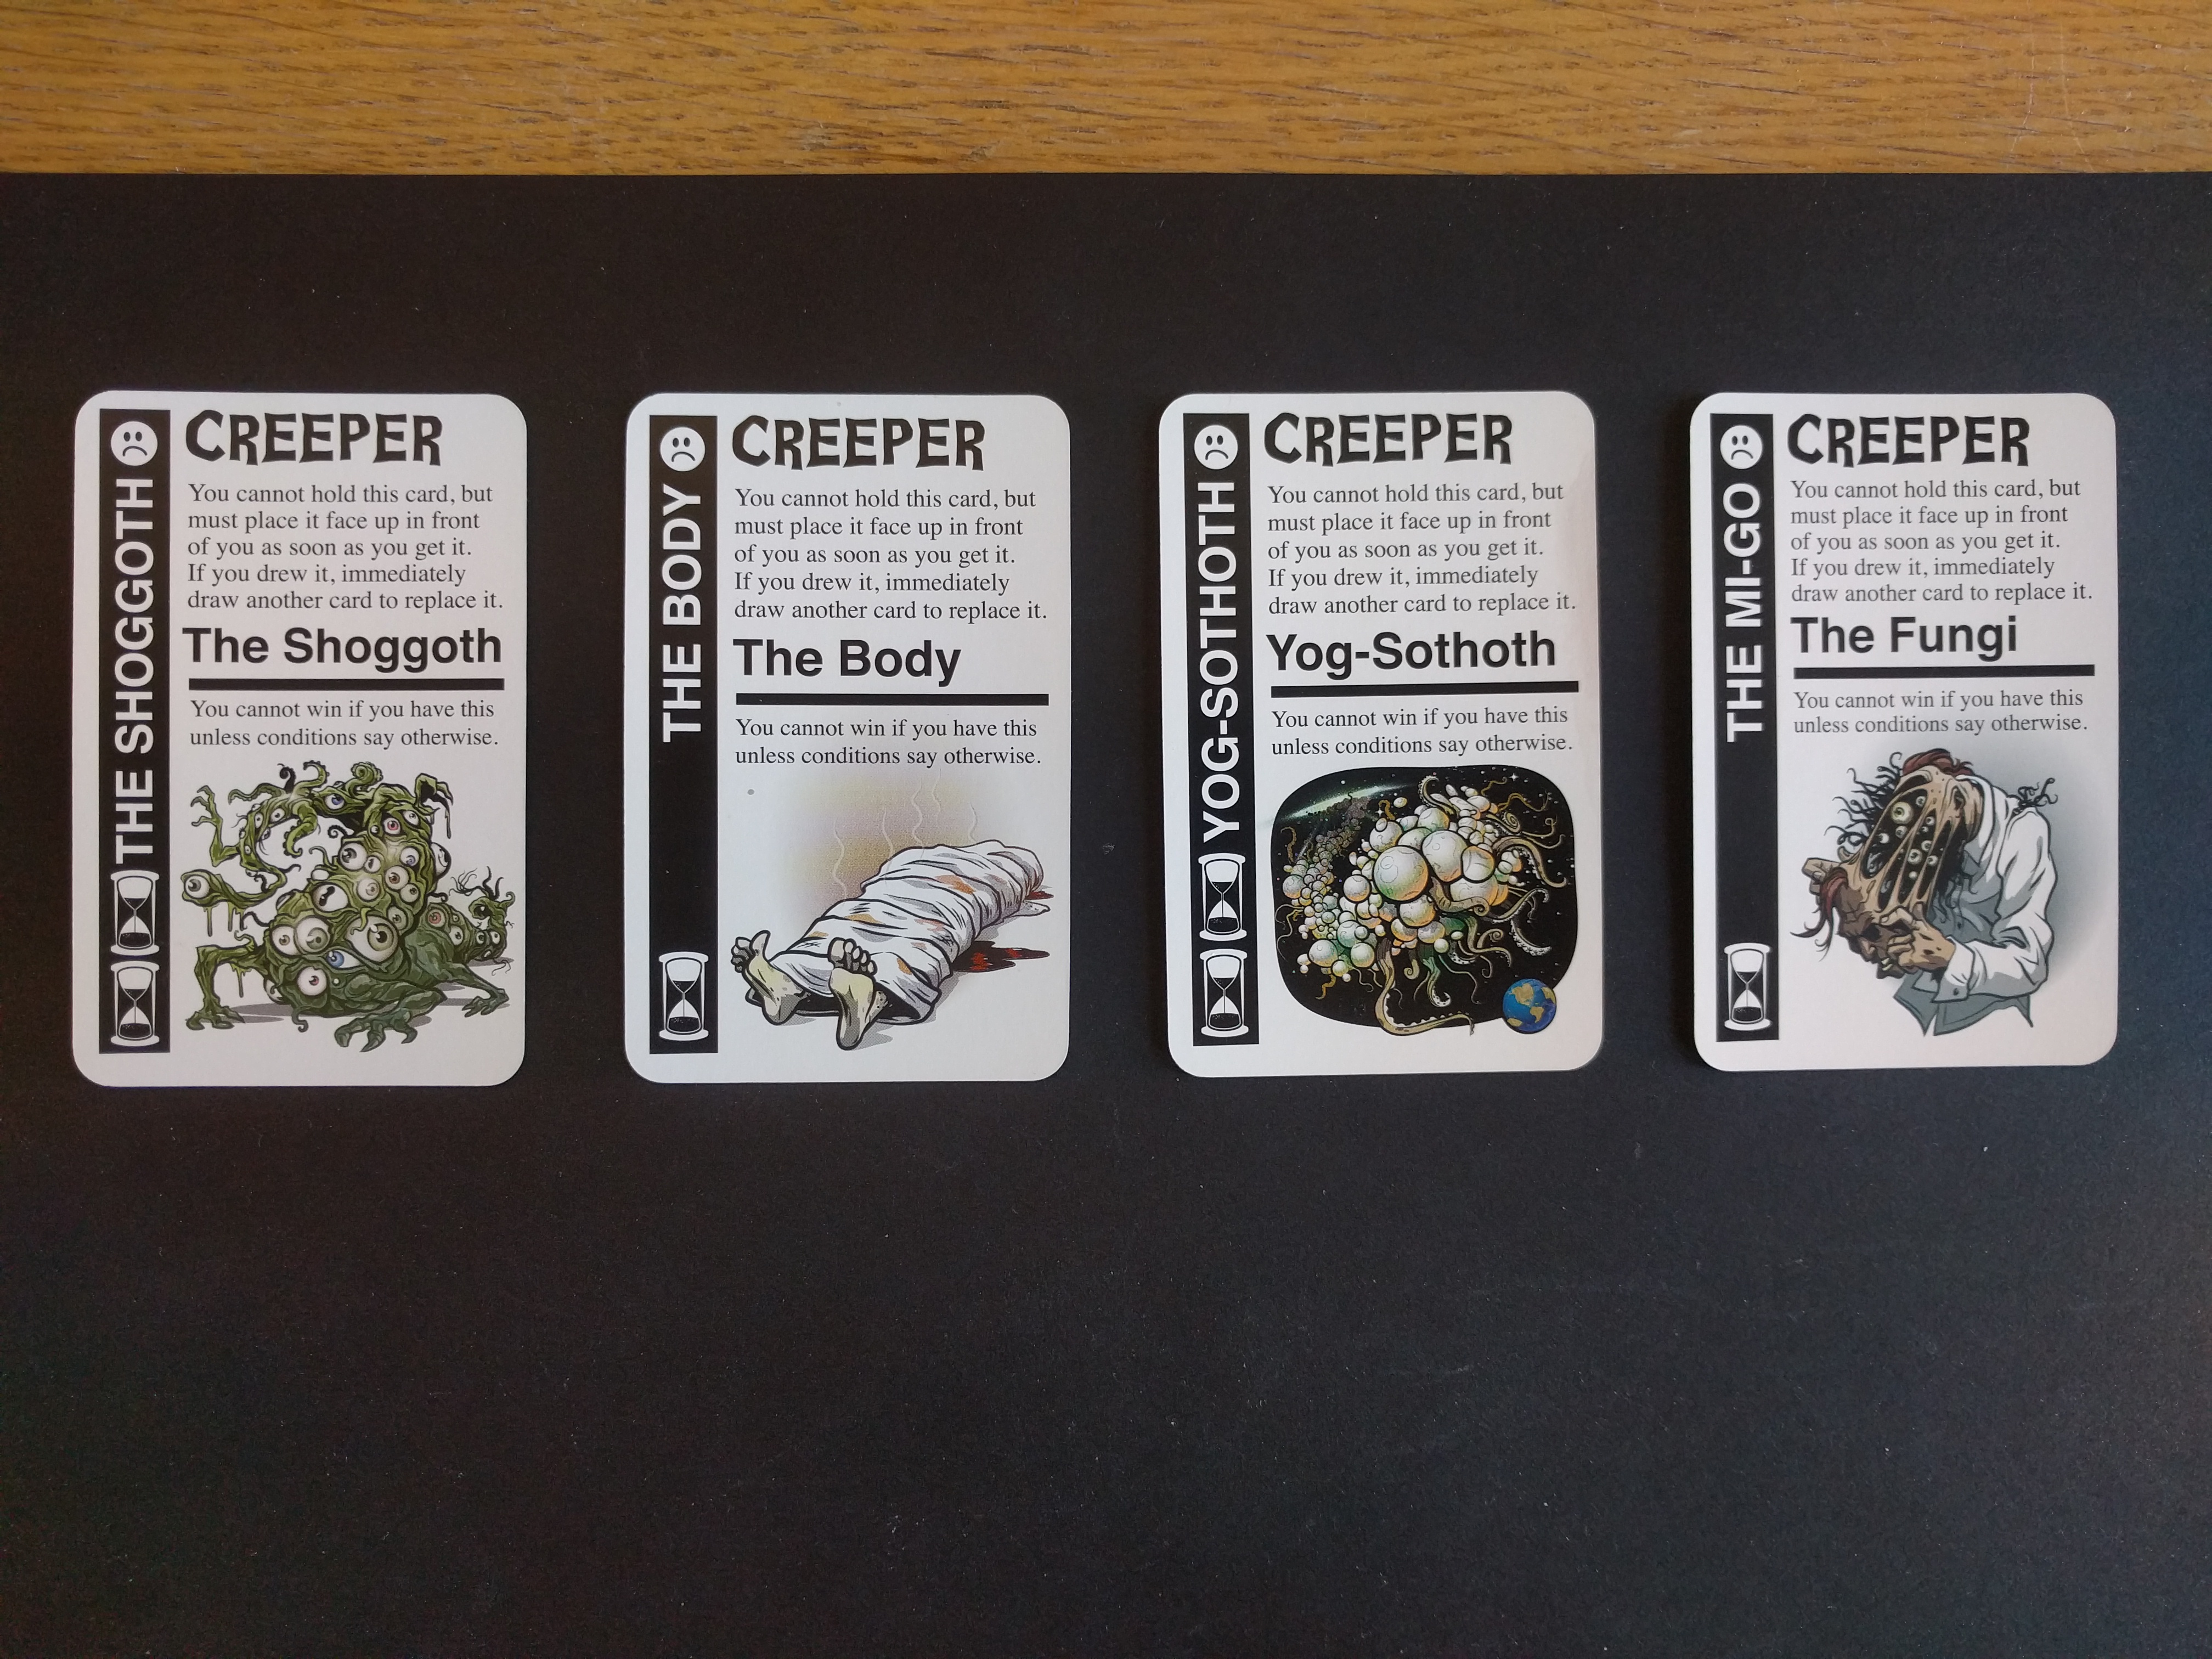 THE SHOGGOTH
CREEPER
You cannot hold this card, but
must place it face up in front
of you as soon as you get it.
If you drew it, immediately
draw another card to replace it.
The Shoggoth
You cannot win if you have this
unless conditions say otherwise.
THE BODY
CREEPER
You cannot hold this card, but
must place it face up in front
of you as soon as you get it.
If you drew it, immediately
draw another card to replace it.
The Body
You cannot win if you have this
unless conditions say otherwise.
YOG-SOTHOTH
CREEPER
You cannot hold this card, but
must place it face up in front
of you as soon as you get it.
If you drew it, immediately
draw another card to replace it.
Yog-Sothoth
You cannot win if you have this
unless conditions say otherwise.
THE MI-GO
CREEPER
You cannot hold this card, but
must place it face up in front
of you as soon as you get it.
If you drew it, immediately
draw another card to replace it.
The Fungi
You cannot win if you have this
unless conditions say otherwise.